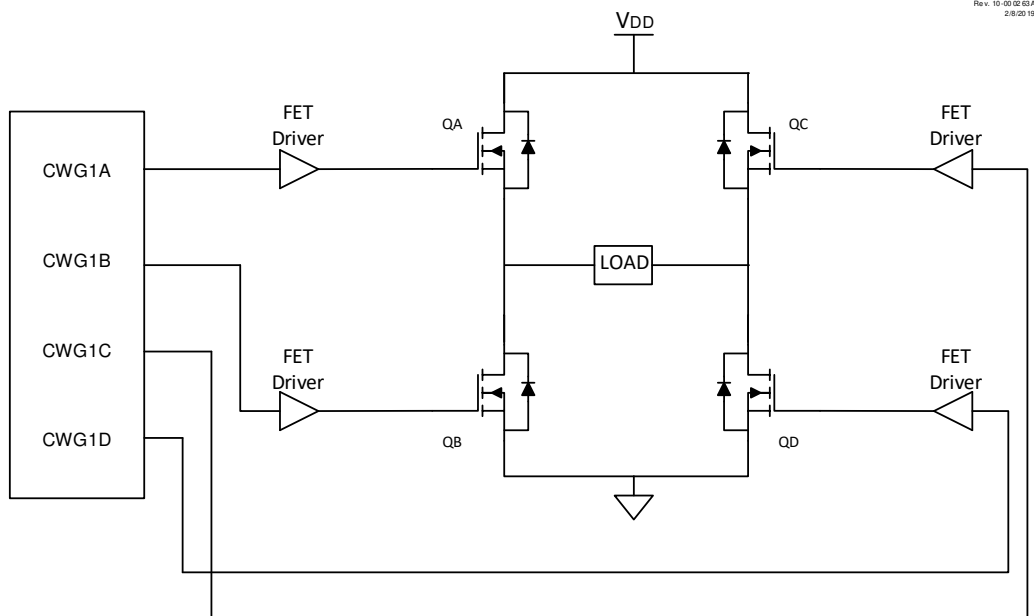 Rev. 10-000263A
2/8/2019
VDD
FET
Driver
QA
QC
FET
Driver
CWG1A
CWG1B
LOAD
CWG1C
FET
Driver
FET
Driver
CWG1D
QB
QD